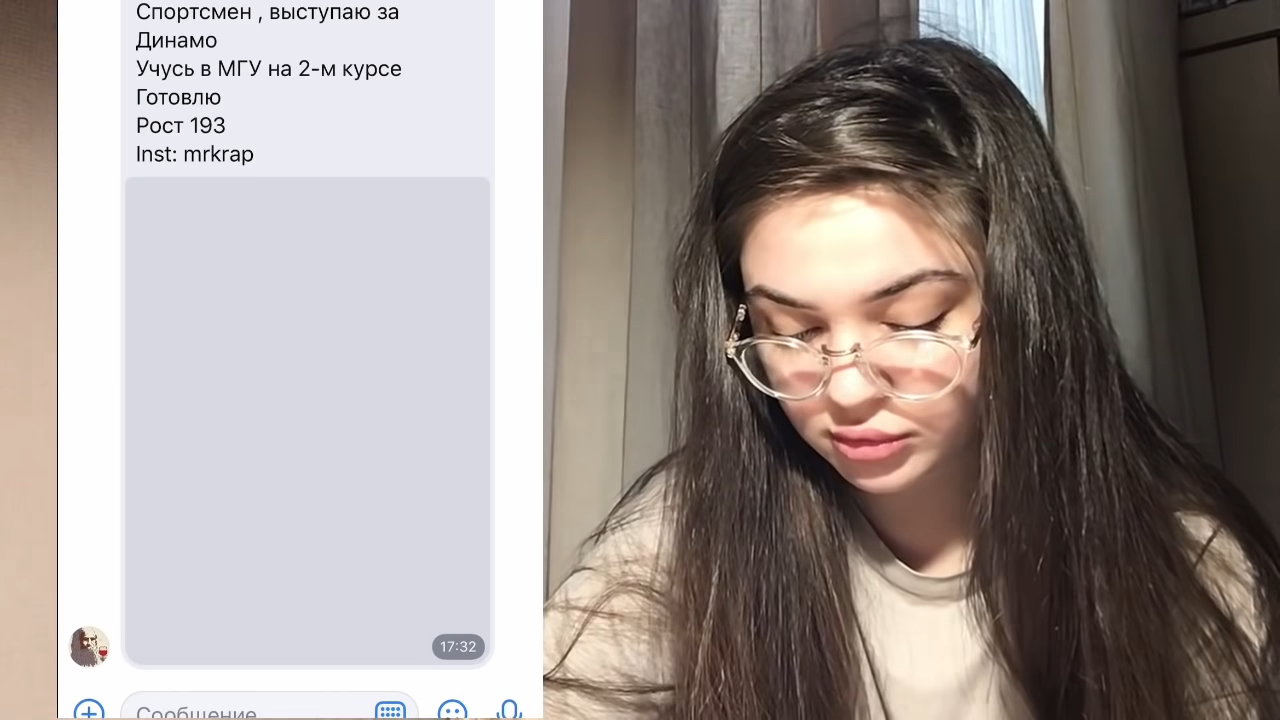 Спортсмен , выступаю за
Динамо
Учусь в МГУ на 2-м курсе
Готовлю
Рост 193
Inst: mrkrap
17:32
Сообщение